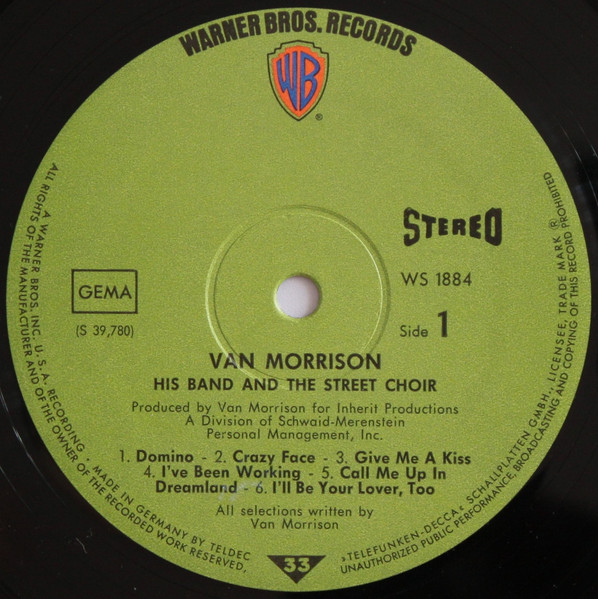 WARNER BROS. RECORDS
WB
®
STEREO
GEMA
WS 1884
(S 39,780)
Side 1
VAN MORRISON
HIS BAND AND THE STREET CHOIR
Produced by Van Morrison for Inherit Productions
A Division of Schwaid-Merenstein
Personal Management, Inc.
1. Domino - 2. Crazy Face - 3. Give Me A Kiss
4. I've Been Working - 5. Call Me Up In
Dreamland - 6. I'll Be Your Lover, Too
All selections written by
Van Morrison
33
ALL RIGHTS OF THE MANUFACTURER AND OF THE OWNER OF THE RECORDED WORK RESERVED,
A WARNER BROS. INC. U. S. A. RECORDING - MADE IN GERMANY BY TELDEC
»TELEFUNKEN-DECCA« SCHALLPLATTEN GMBH., LICENSEE, TRADE MARK ®
UNAUTHORIZED PUBLIC PERFORMANCE, BROADCASTING AND COPYING OF THIS RECORD PROHIBITED